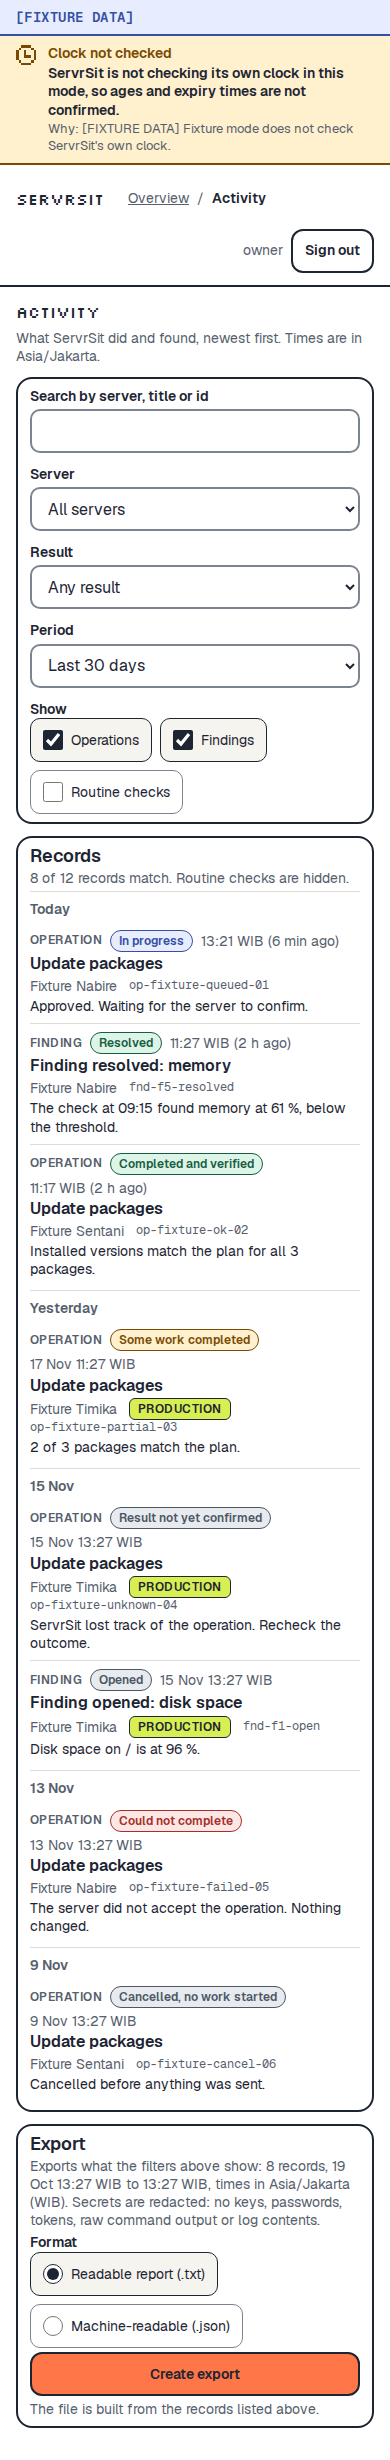 [FIXTURE DATA]
Clock not checked
ServrSit is not checking its own clock in this
mode, so ages and expiry times are not
confirmed.
Why: [FIXTURE DATA] Fixture mode does not check
ServrSit's own clock.
SERVRSIT Overview / Activity
owner Sign out
ACTIVITY
What ServrSit did and found, newest first. Times are in
Asia/Jakarta.
Search by server, title or id
Server
All servers
Result
Any result
Period
Last 30 days
Show
Operations Findings
Routine checks
Records
8 of 12 records match. Routine checks are hidden.
Today
OPERATION In progress 13:21 WIB (6 min ago)
Update packages
Fixture Nabire op-fixture-queued-01
Approved. Waiting for the server to confirm.
FINDING Resolved 11:27 WIB (2 h ago)
Finding resolved: memory
Fixture Nabire fnd-f5-resolved
The check at 09:15 found memory at 61 %, below
the threshold.
OPERATION Completed and verified
11:17 WIB (2 h ago)
Update packages
Fixture Sentani op-fixture-ok-02
Installed versions match the plan for all 3
packages.
Yesterday
OPERATION Some work completed
17 Nov 11:27 WIB
Update packages
Fixture Timika PRODUCTION
op-fixture-partial-03
2 of 3 packages match the plan.
15 Nov
OPERATION Result not yet confirmed
15 Nov 13:27 WIB
Update packages
Fixture Timika PRODUCTION
op-fixture-unknown-04
ServrSit lost track of the operation. Recheck the
outcome.
FINDING Opened 15 Nov 13:27 WIB
Finding opened: disk space
Fixture Timika PRODUCTION fnd-f1-open
Disk space on / is at 96 %.
13 Nov
OPERATION Could not complete
13 Nov 13:27 WIB
Update packages
Fixture Nabire op-fixture-failed-05
The server did not accept the operation. Nothing
changed.
9 Nov
OPERATION Cancelled, no work started
9 Nov 13:27 WIB
Update packages
Fixture Sentani op-fixture-cancel-06
Cancelled before anything was sent.
Export
Exports what the filters above show: 8 records, 19
Oct 13:27 WIB to 13:27 WIB, times in Asia/Jakarta
(WIB). Secrets are redacted: no keys, passwords,
tokens, raw command output or log contents.
Format
Readable report (.txt)
Machine-readable (.json)
Create export
The file is built from the records listed above.